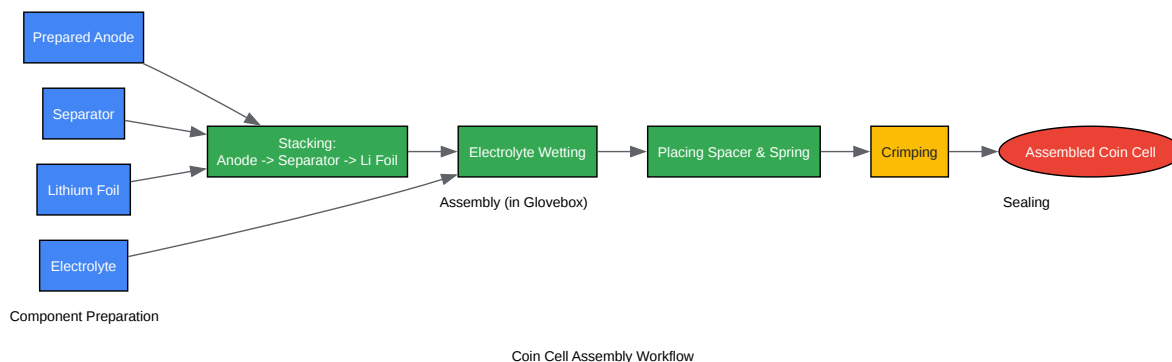 Prepared Anode
Separator
Lithium Foil
Electrolyte
Component Preparation
Stacking:
Anode -> Separator -> Li Foil
Electrolyte Wetting
Placing Spacer & Spring
Assembly (in Glovebox)
Crimping
Assembled Coin Cell
Sealing
Coin Cell Assembly Workflow